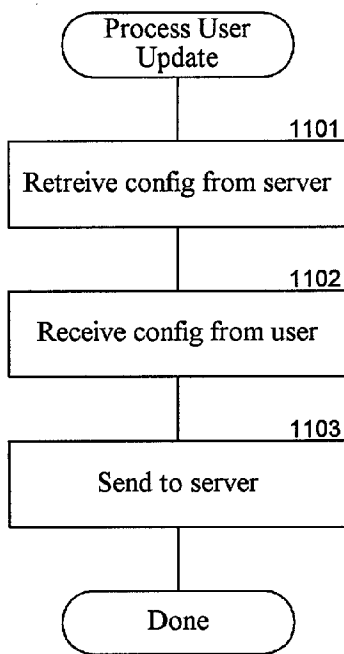 Process User
Update
1101
Retreive config from server
1102
Receive config from user
1103
Send to server
Done